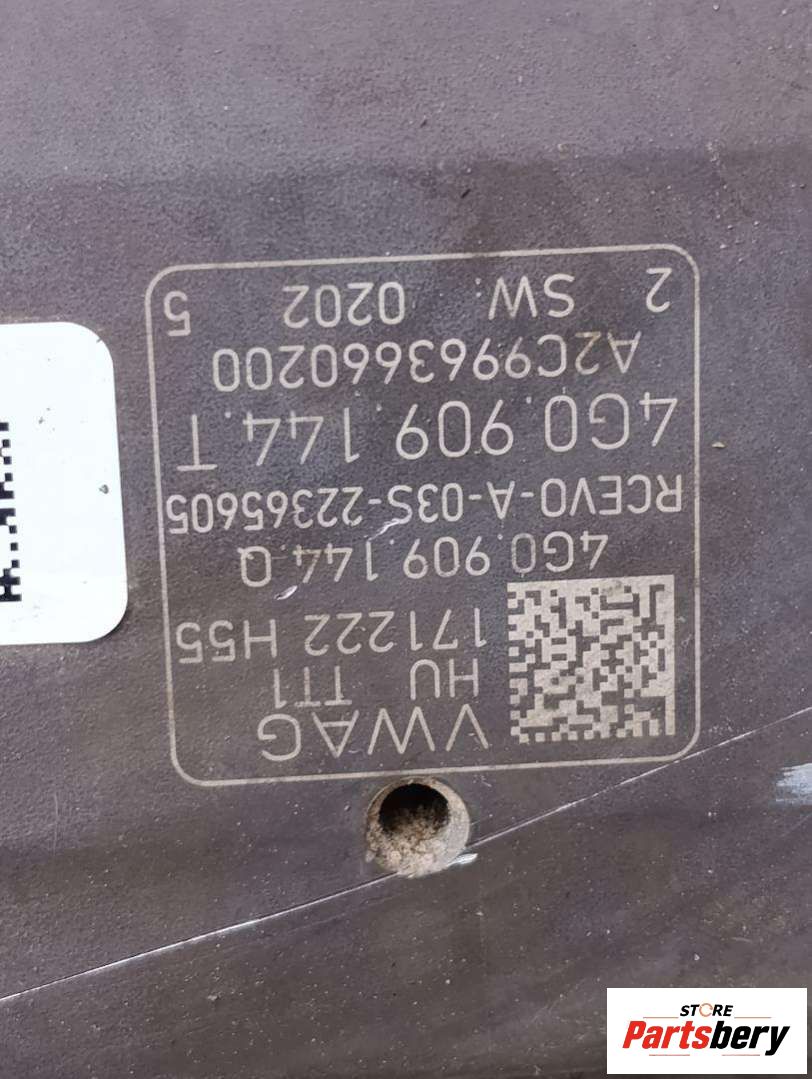 VWAG
HU TT1
171222 H55
4G0.909.144.Q
RCEVO-A-03S-22365605
4G0.909.144.T
A2C9963660200
2 SW: 0202 5
STORE
Partsbery